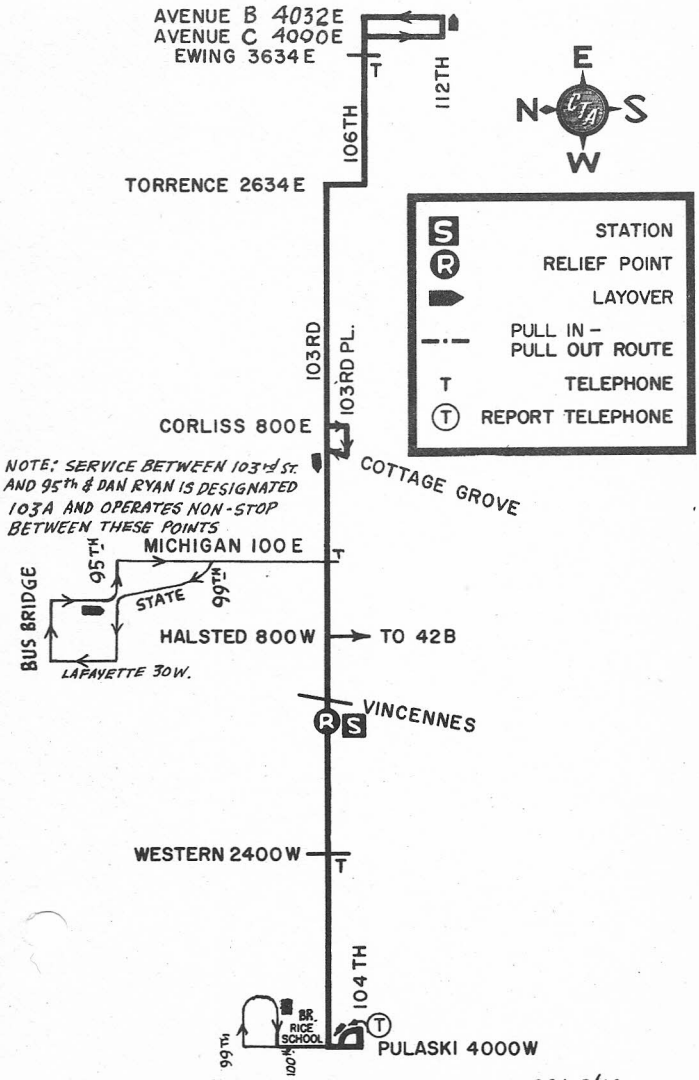 AVENUE B 4032E
AVENUE C 4000E
EWING 3634E
T
112TH
106TH
E
N
CTA
S
W
TORRENCE 2634E
S STATION
R RELIEF POINT
LAYOVER
PULL IN -
PULL OUT ROUTE
T TELEPHONE
T REPORT TELEPHONE
103RD
103RD PL.
CORLISS 800E
COTTAGE GROVE
NOTE: SERVICE BETWEEN 103rd ST.
AND 95th & DAN RYAN IS DESIGNATED
103A AND OPERATES NON-STOP
BETWEEN THESE POINTS
MICHIGAN 100E
T
95TH
99TH
STATE
BUS BRIDGE
LAFAYETTE 30W.
HALSTED 800W
TO 42B
VINCENNES
R S
WESTERN 2400W
T
104TH
T
BR.
RICE
SCHOOL
99TH
PULASKI 4000W